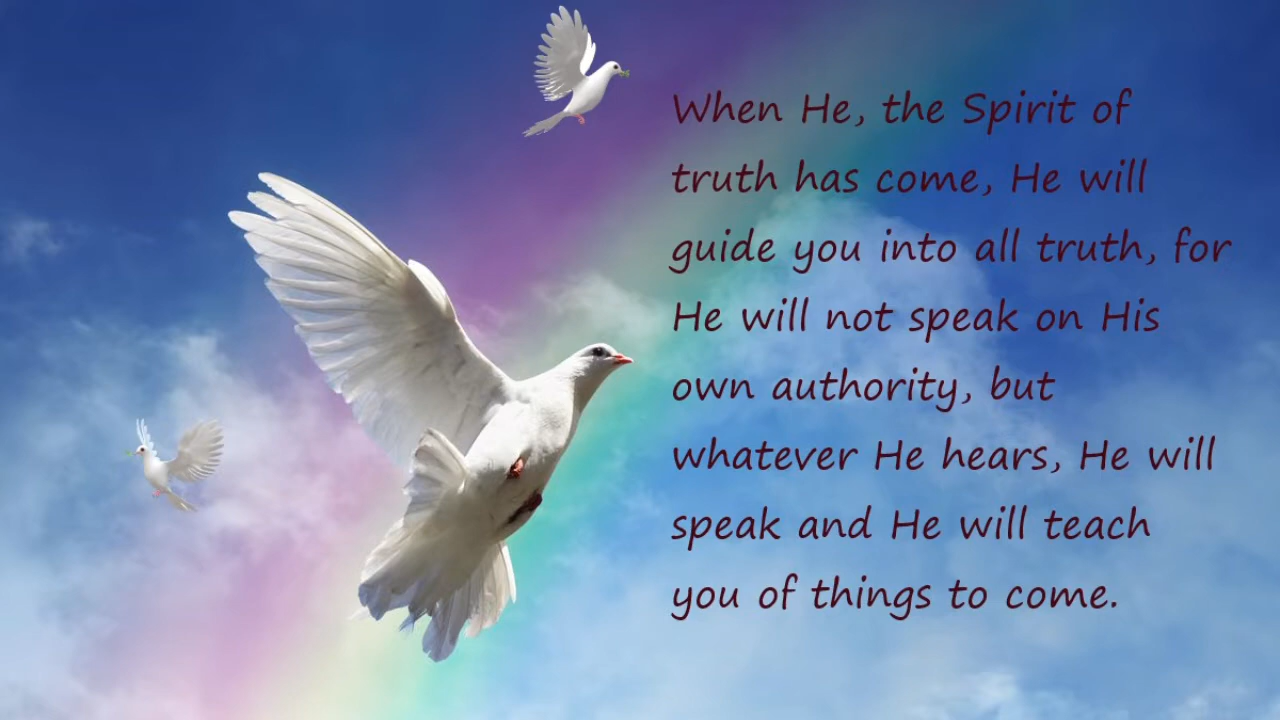 When He, the Spirit of
truth has come, He will
guide you into all truth, for
He will not speak on His
own authority, but
whatever He hears, He will
speak and He will teach
you of things to come.